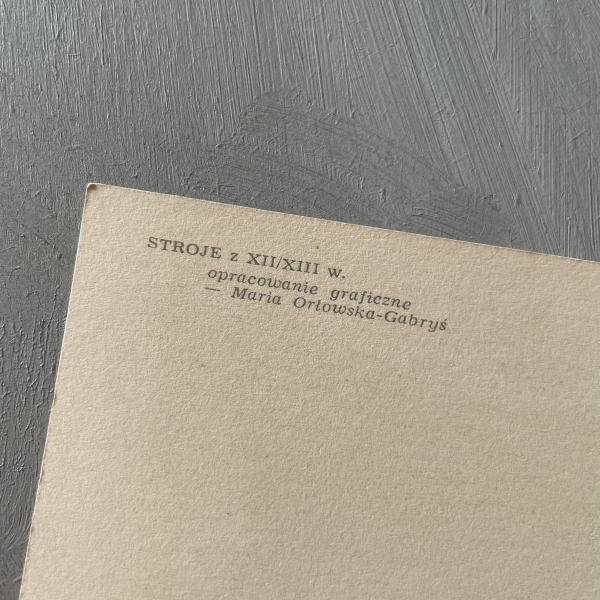 STROJE z XII/XIII w.
opracowanie graficzne
— Maria Orłowska-Gabryś